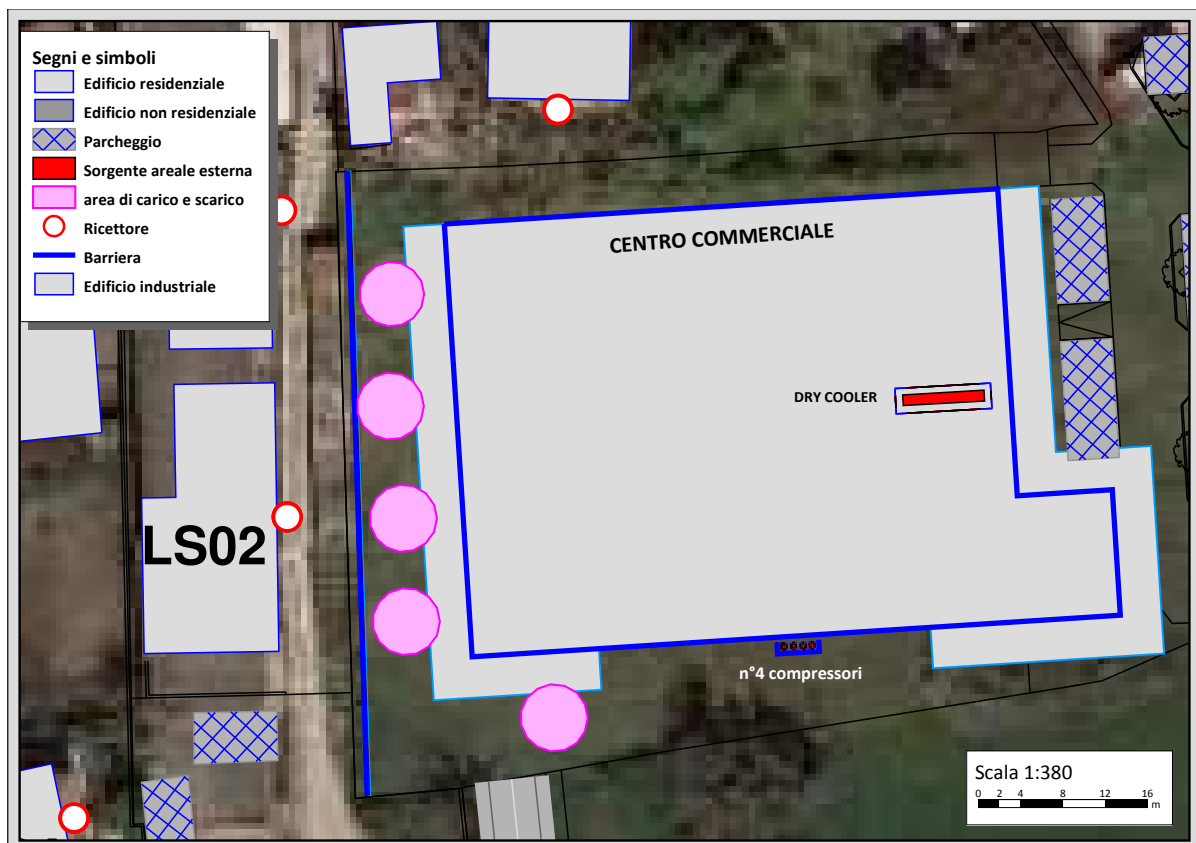 Segni e simboli
Edificio residenziale
Edificio non residenziale
Parcheggio
Sorgente areale esterna
area di carico e scarico
Ricettore
Barriera
Edificio industriale
CENTRO COMMERCIALE
DRY COOLER
LS02
n°4 compressori
Scala 1:380
0 2 4 8 12 16
m